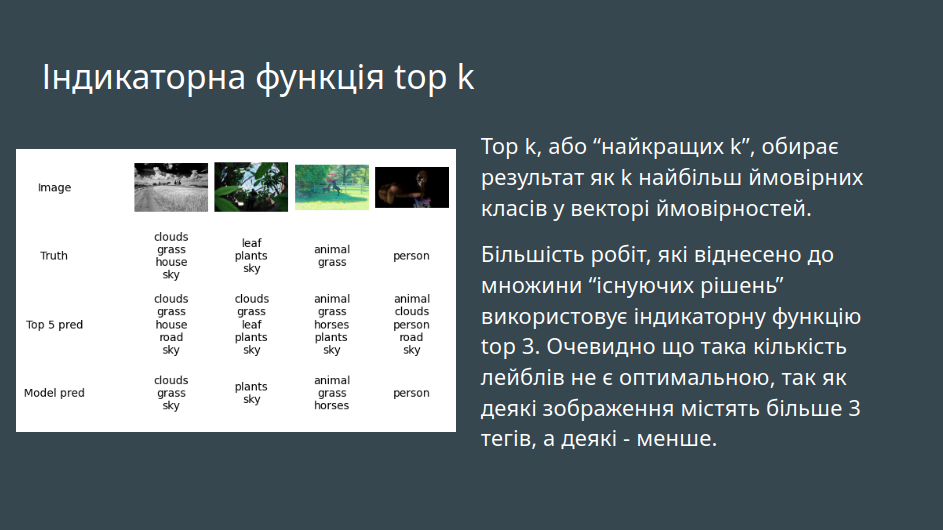 Індикаторна функція top k
Image
Truth
clouds
grass
house
sky
leaf
plants
sky
animal
grass
person
Top 5 pred
clouds
grass
house
road
sky
clouds
grass
leaf
plants
sky
animal
grass
horses
plants
sky
animal
clouds
person
road
sky
Model pred
clouds
grass
sky
plants
sky
animal
grass
horses
person
Top k, або “найкращих k”, обирає
результат як k найбільш ймовірних
класів у векторі ймовірностей.
Більшість робіт, які віднесено до
множини “існуючих рішень”
використовує індикаторну функцію
top 3. Очевидно що така кількість
лейблів не є оптимальною, так як
деякі зображення містять більше 3
тегів, а деякі - менше.